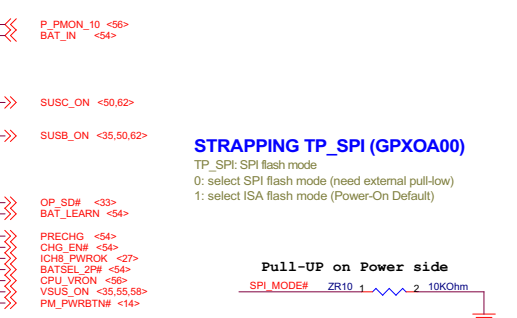 P_PMON_10 <56>
BAT_IN <54>
SUSC_ON <50,62>
SUSB_ON <35,50,62>
STRAPPING TP_SPI (GPXOA00)
TP_SPI: SPI flash mode
0: select SPI flash mode (need external pull-low)
1: select ISA flash mode (Power-On Default)
OP_SD# <33>
BAT_LEARN <54>
PRECHG <54>
CHG_EN# <54>
ICH8_PWROK <27>
BATSEL_2P# <54>
CPU_VRON <56>
VSUS_ON <35,55,58>
PM_PWRBTN# <14>
Pull-UP on Power side
SPI_MODE# ZR10 1 2 10KOhm